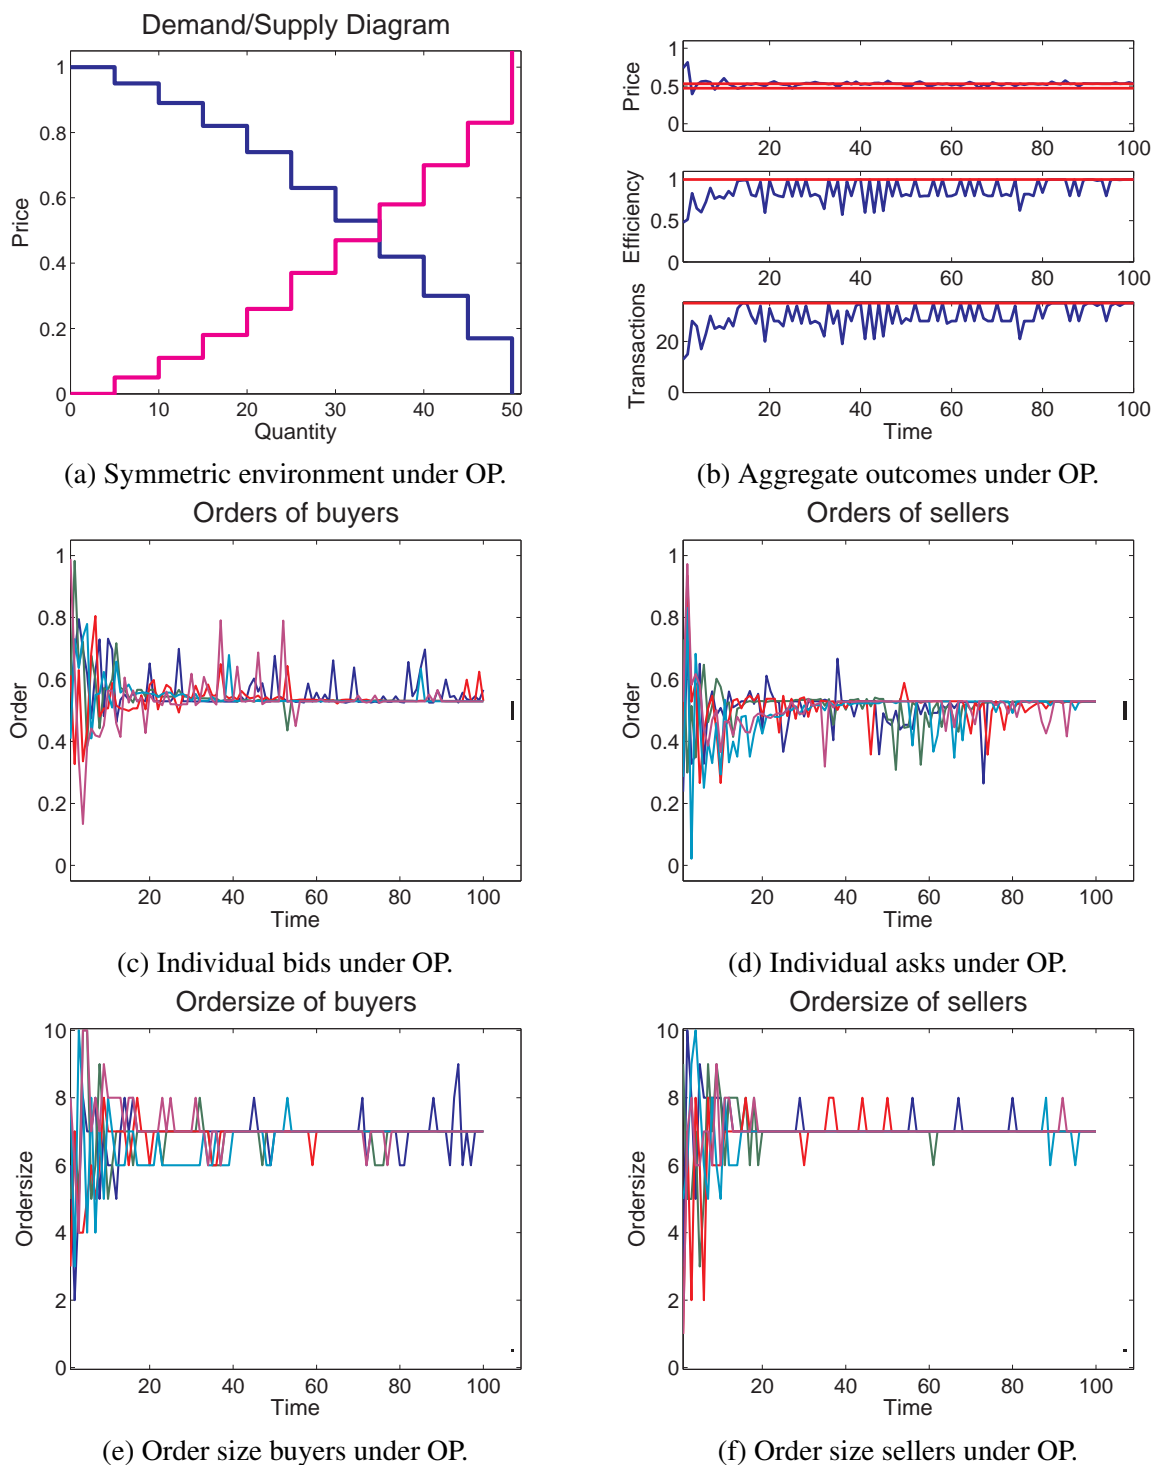 Demand/Supply Diagram
Price
1
0.8
0.6
0.4
0.2
0
0 10 20 30 40 50
Quantity
(a) Symmetric environment under OP.
Price
1
0.5
0
20 40 60 80 100
Efficiency
1
0.5
0
20 40 60 80 100
Transactions
20
0
20 40 60 80 100
Time
(b) Aggregate outcomes under OP.
Orders of buyers
Order
1
0.8
0.6
0.4
0.2
0
20 40 60 80 100
Time
(c) Individual bids under OP.
Orders of sellers
Order
1
0.8
0.6
0.4
0.2
0
20 40 60 80 100
Time
(d) Individual asks under OP.
Ordersize of buyers
Ordersize
10
8
6
4
2
0
20 40 60 80 100
Time
(e) Order size buyers under OP.
Ordersize of sellers
Ordersize
10
8
6
4
2
0
20 40 60 80 100
Time
(f) Order size sellers under OP.